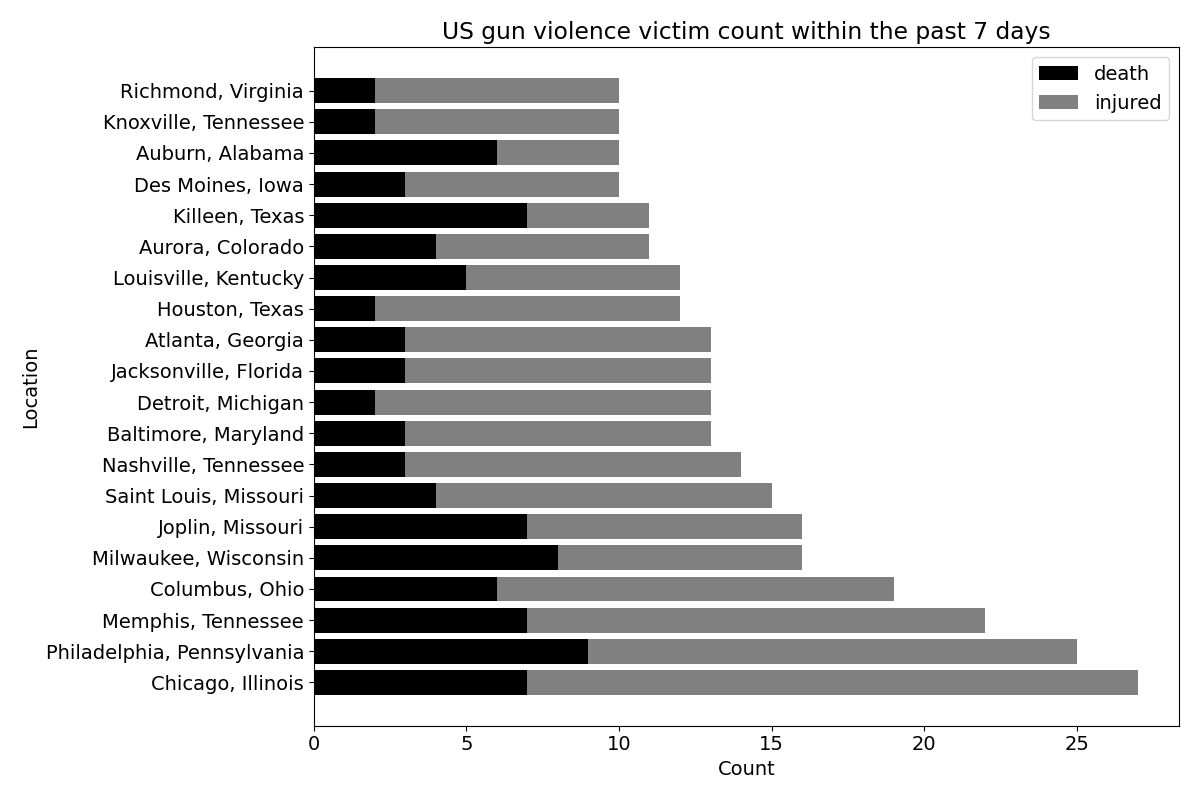 US gun violence victim count within the past 7 days
death
injured
Richmond, Virginia
Knoxville, Tennessee
Auburn, Alabama
Des Moines, Iowa
Killeen, Texas
Aurora, Colorado
Louisville, Kentucky
Houston, Texas
Atlanta, Georgia
Jacksonville, Florida
Detroit, Michigan
Baltimore, Maryland
Nashville, Tennessee
Saint Louis, Missouri
Joplin, Missouri
Milwaukee, Wisconsin
Columbus, Ohio
Memphis, Tennessee
Philadelphia, Pennsylvania
Chicago, Illinois
Location
0 5 10 15 20 25
Count